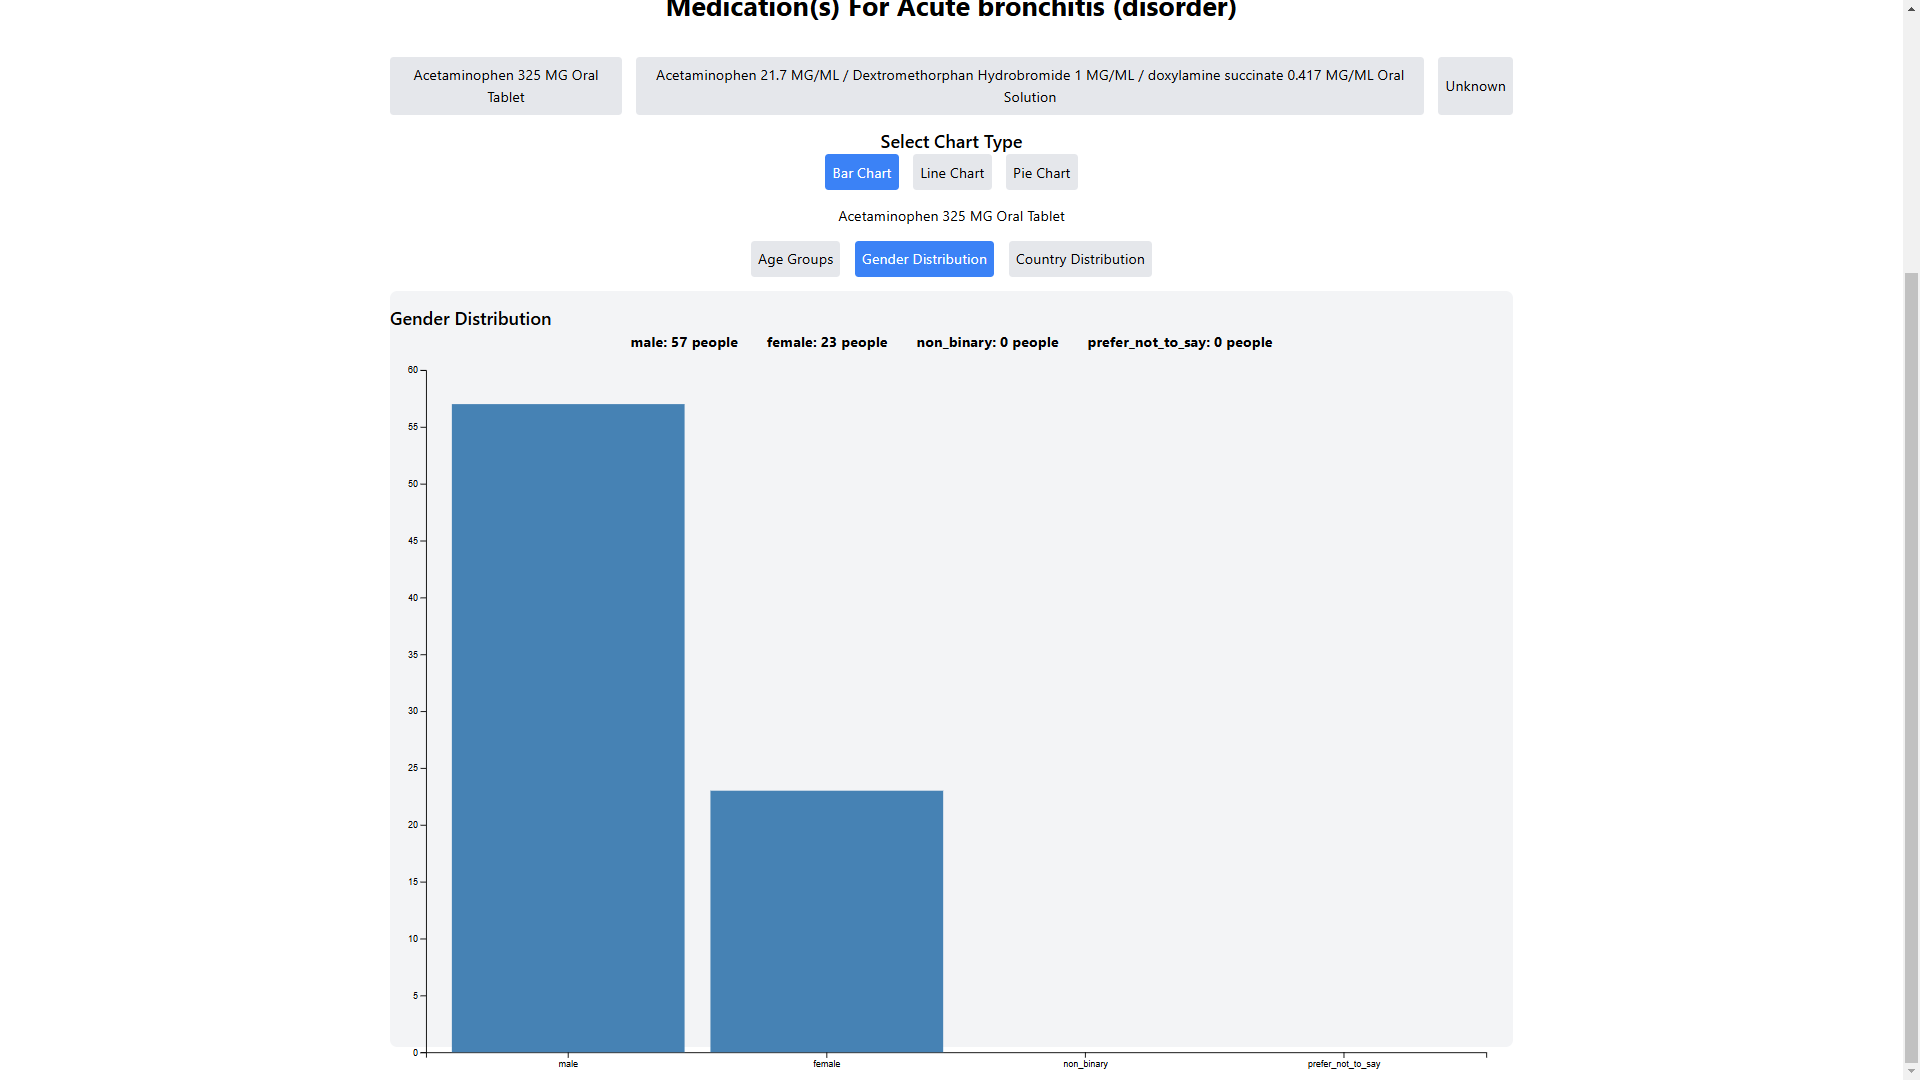 Medication(s) For Acute bronchitis (disorder)
Acetaminophen 325 MG Oral
Tablet
Acetaminophen 21.7 MG/ML / Dextromethorphan Hydrobromide 1 MG/ML / doxylamine succinate 0.417 MG/ML Oral
Solution
Unknown
Select Chart Type
Bar Chart
Line Chart
Pie Chart
Acetaminophen 325 MG Oral Tablet
Age Groups
Gender Distribution
Country Distribution
Gender Distribution
male: 57 people
female: 23 people
non_binary: 0 people
prefer_not_to_say: 0 people
60
55
50
45
40
35
30
25
20
15
10
5
0
male
female
non_binary
prefer_not_to_say